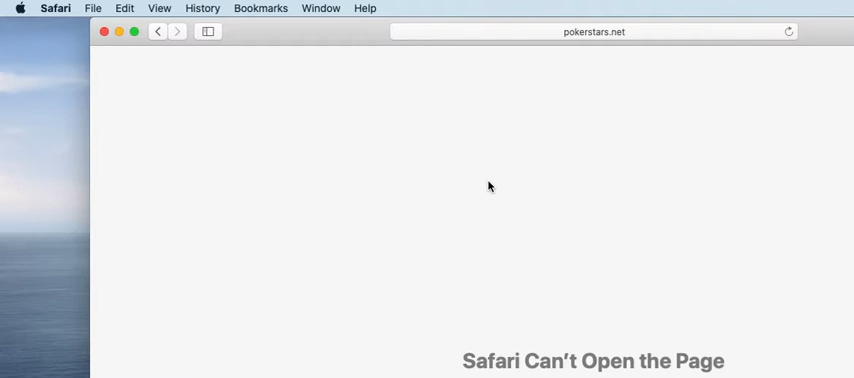 Safari File Edit View History Bookmarks Window Help
pokerstars.net
Safari Can’t Open the Page